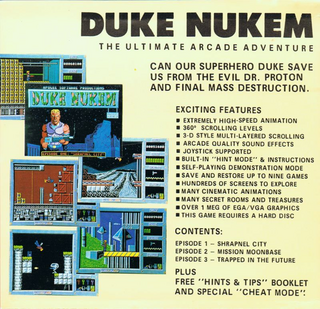 DUKE NUKEM
THE ULTIMATE ARCADE ADVENTURE
CAN OUR SUPERHERO DUKE SAVE
US FROM THE EVIL DR. PROTON
AND FINAL MASS DESTRUCTION.
EXCITING FEATURES
■ EXTREMELY HIGH-SPEED ANIMATION
■ 360° SCROLLING LEVELS
■ 3-D STYLE MULTI-LAYERED SCROLLING
■ ARCADE QUALITY SOUND EFFECTS
■ JOYSTICK SUPPORTED
■ BUILT-IN "HINT MODE" & INSTRUCTIONS
■ SELF-PLAYING DEMONSTRATION MODE
■ SAVE AND RESTORE UP TO NINE GAMES
■ HUNDREDS OF SCREENS TO EXPLORE
■ MANY CINEMATIC ANIMATIONS
■ MANY SECRET ROOMS AND TREASURES
■ OVER 1 MEG OF EGA/VGA GRAPHICS
■ THIS GAME REQUIRES A HARD DISC
CONTENTS:
EPISODE 1 – SHRAPNEL CITY
EPISODE 2 – MISSION MOONBASE
EPISODE 3 – TRAPPED IN THE FUTURE
PLUS
FREE "HINTS & TIPS" BOOKLET
AND SPECIAL "CHEAT MODE".
APOGEE SOFTWARE PRODUCTIONS
DUKE NUKEM